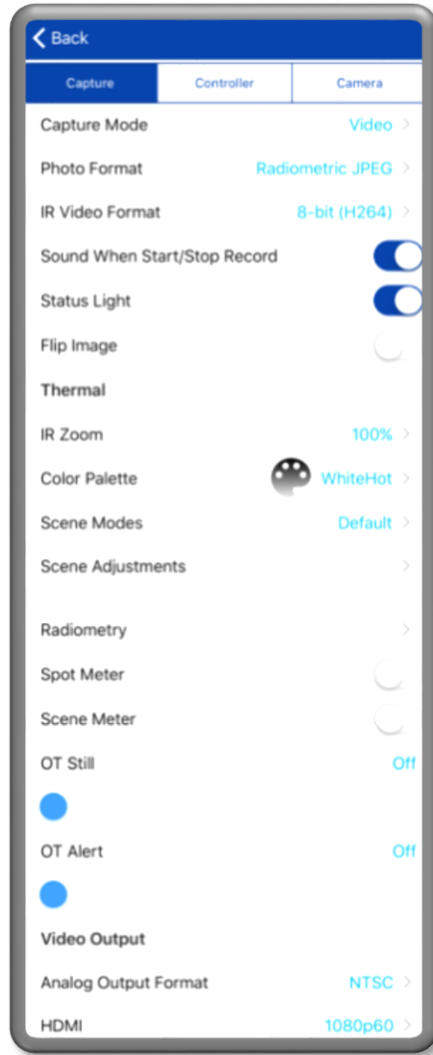 Back
Capture Controller Camera
Capture Mode Video
Photo Format Radiometric JPEG
IR Video Format 8-bit (H264)
Sound When Start/Stop Record
Status Light
Flip Image
Thermal
IR Zoom 100%
Color Palette WhiteHot
Scene Modes Default
Scene Adjustments
Radiometry
Spot Meter
Scene Meter
OT Still Off
OT Alert Off
Video Output
Analog Output Format NTSC
HDMI 1080p60